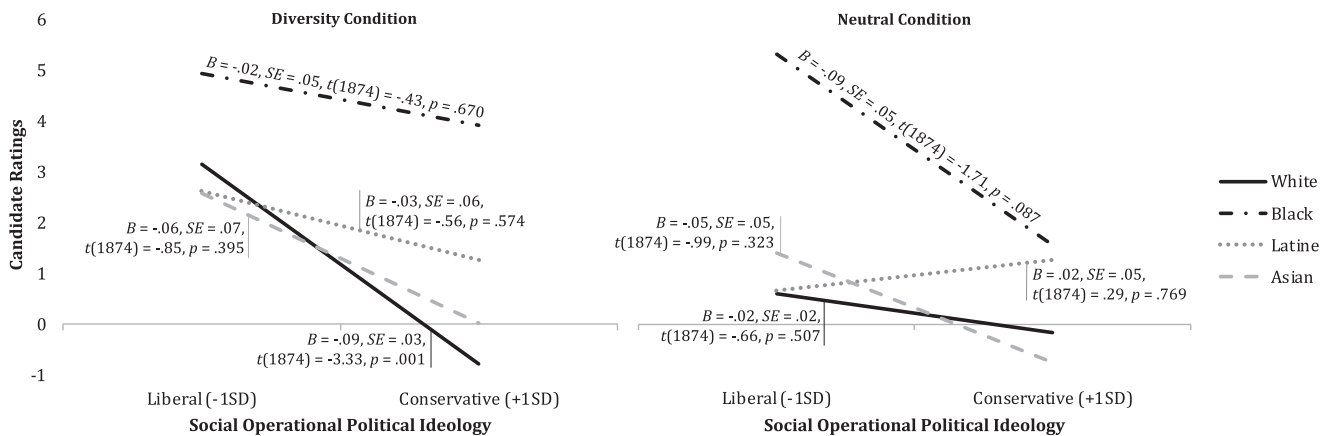 Diversity Condition
Neutral Condition
Candidate Ratings
6
5
4
3
2
1
0
-1
B = -.02, SE = .05, t(1874) = -.43, p = .670
B = -.03, SE = .06,
t(1874) = -.56, p = .574
B = -.06, SE = .07,
t(1874) = -.85, p = .395
B = -.09, SE = .03,
t(1874) = -3.33, p = .001
Liberal (-1SD)
Conservative (+1SD)
Social Operational Political Ideology
B = -.09, SE = .05, t(1874) = -1.71, p = .087
B = -.05, SE = .05,
t(1874) = -.99, p = .323
B = .02, SE = .05,
t(1874) = .29, p = .769
B = -.02, SE = .02,
t(1874) = -.66, p = .507
Liberal (-1SD)
Conservative (+1SD)
Social Operational Political Ideology
White
Black
Latine
Asian